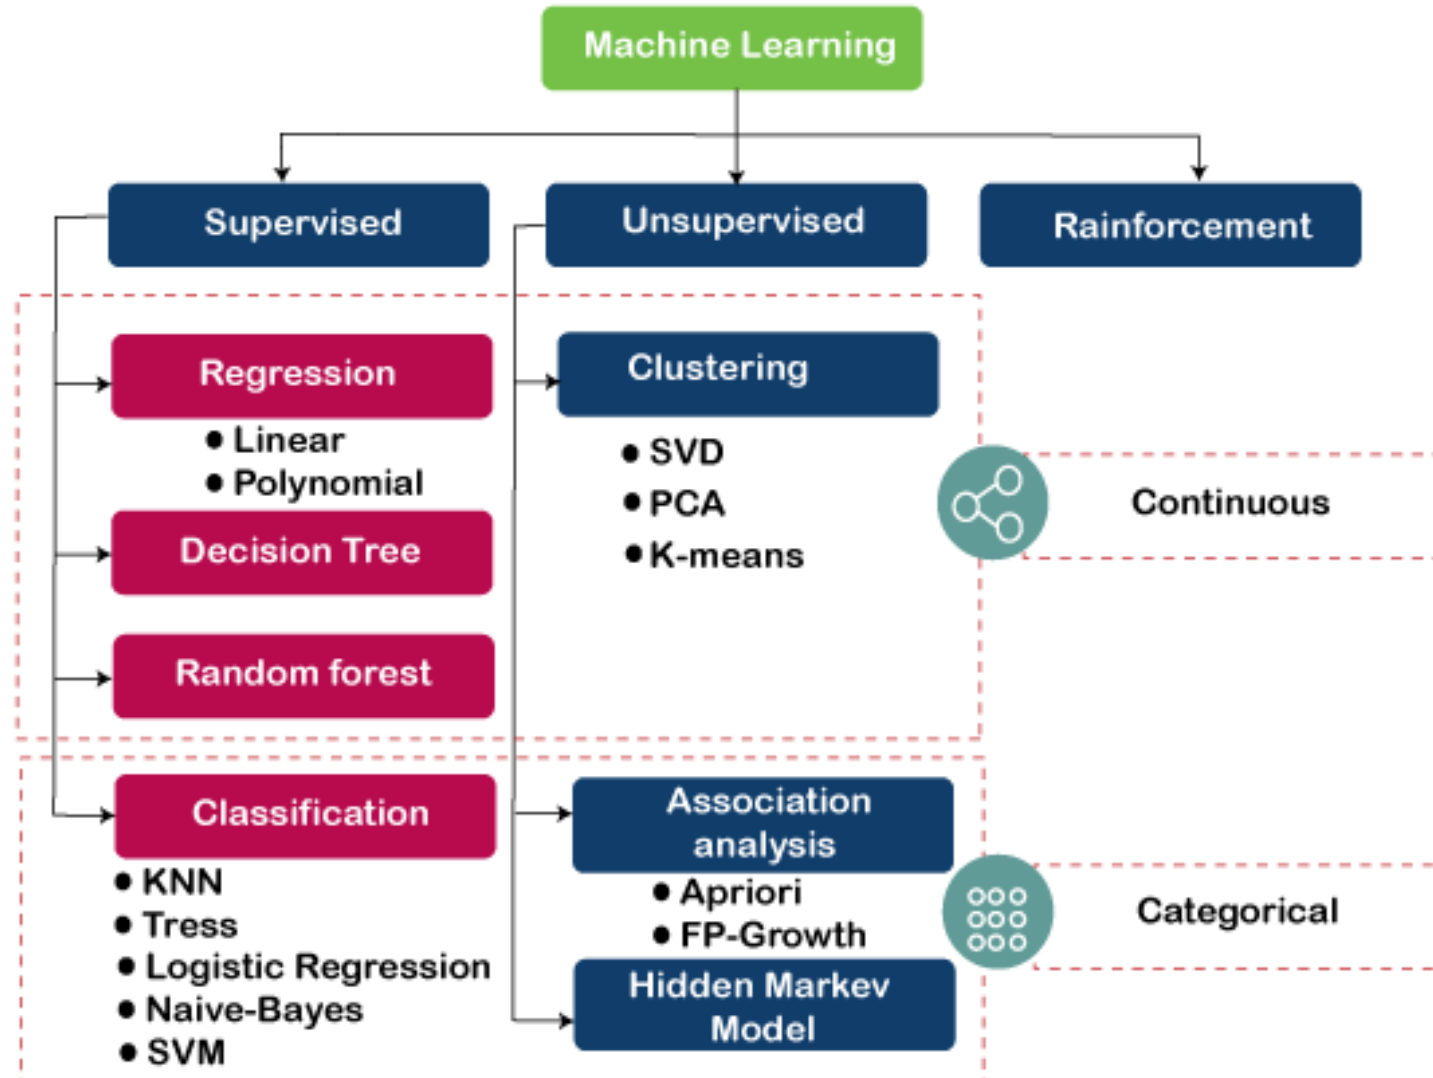 Machine Learning
Supervised
Unsupervised
Rainforcement
Regression
• Linear
• Polynomial
Decision Tree
Random forest
Clustering
• SVD
• PCA
• K-means
Continuous
Classification
• KNN
• Tress
• Logistic Regression
• Naive-Bayes
• SVM
Association
analysis
• Apriori
• FP-Growth
Hidden Markev
Model
Categorical